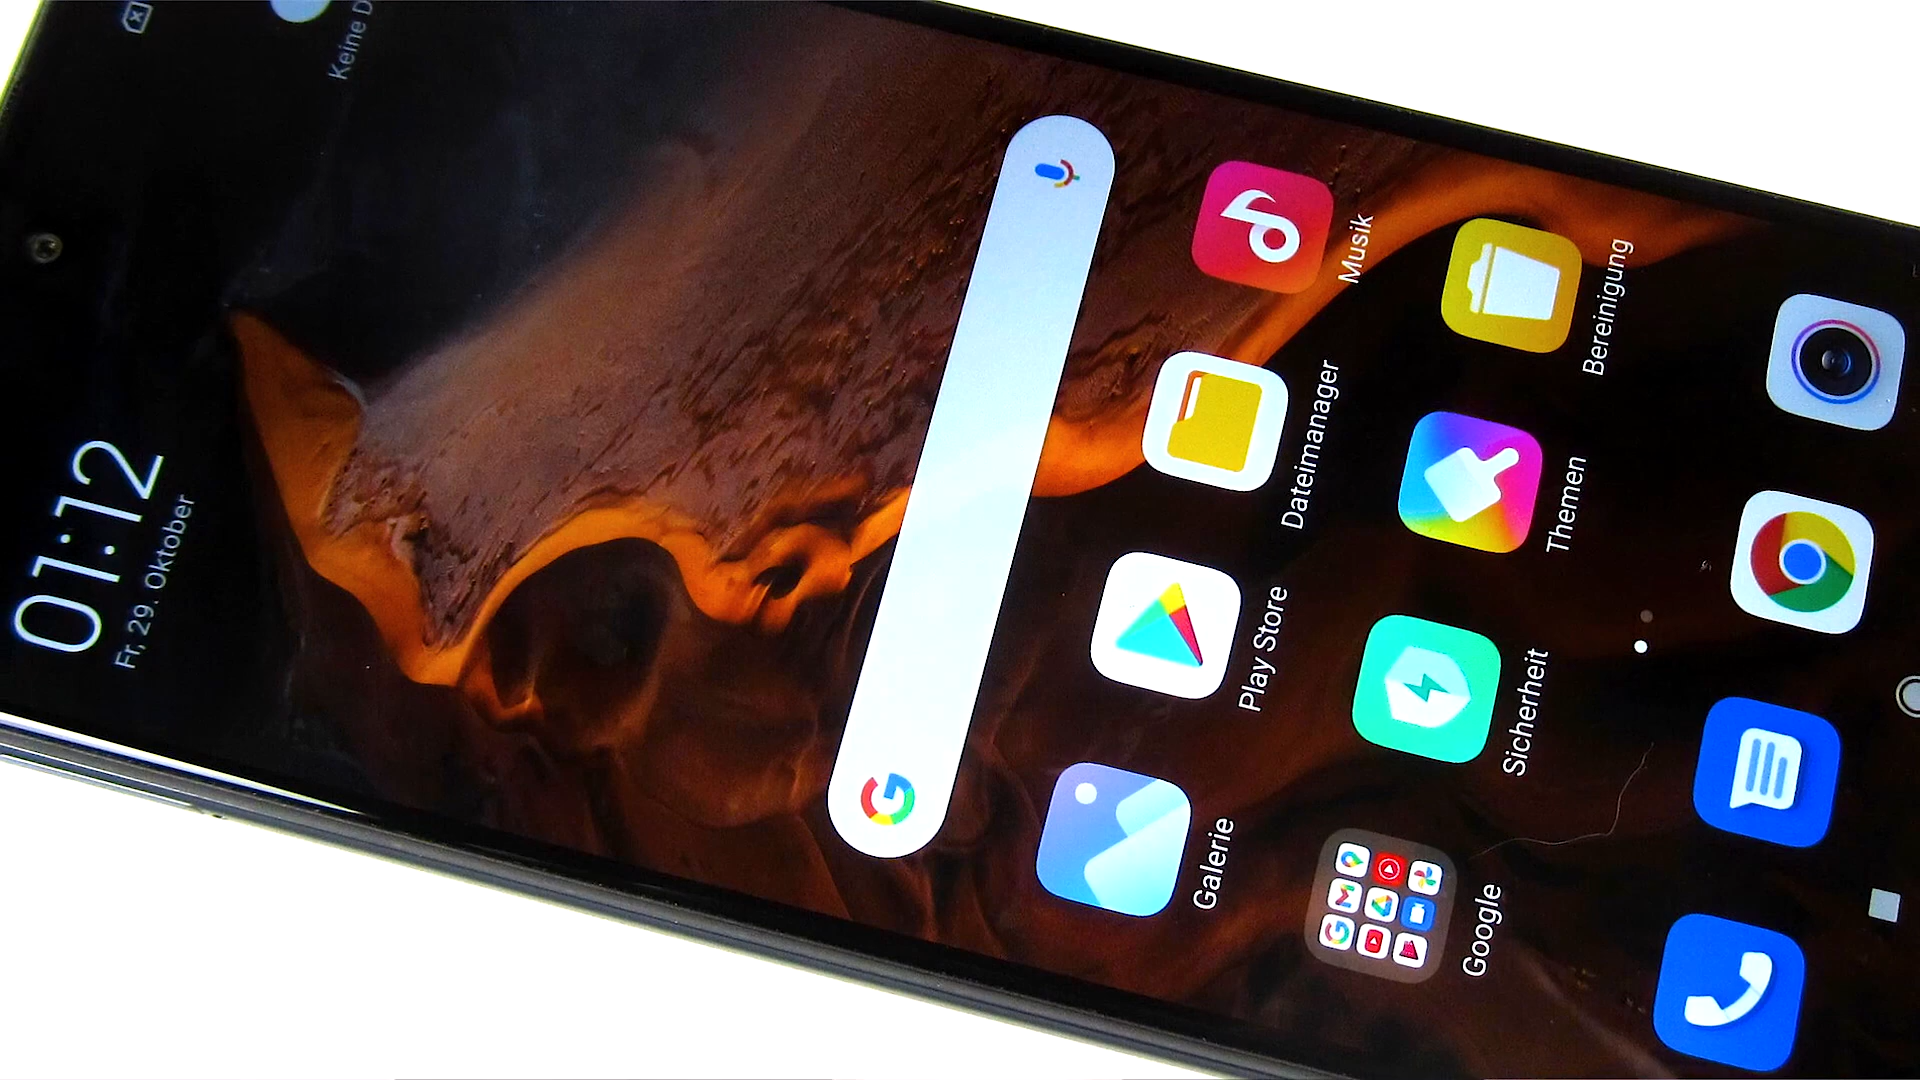 01:12
Fr, 29. Oktober
Keine D
Galerie
Play Store
Dateimanager
Musik
Google
Sicherheit
Themen
Bereinigung